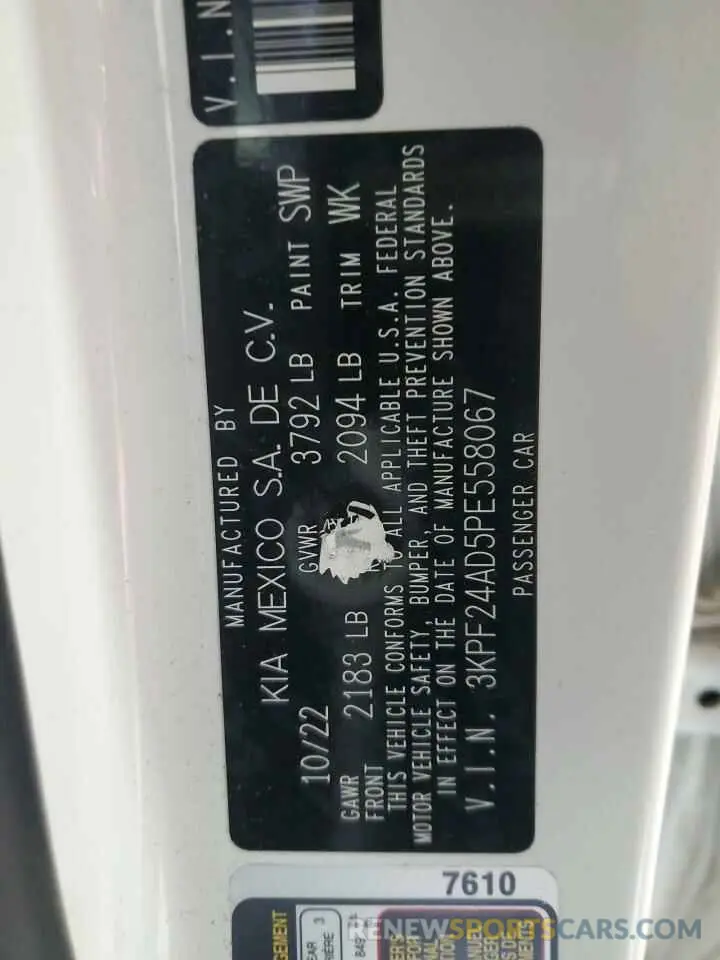 V.I.N
MANUFACTURED BY
KIA MEXICO S.A. DE C.V.
10/22 GVWR 3792 LB PAINT SWP
GAWR FRONT 2183 LB 2094 LB TRIM WK
THIS VEHICLE CONFORMS TO ALL APPLICABLE U.S.A. FEDERAL
MOTOR VEHICLE SAFETY, BUMPER, AND THEFT PREVENTION STANDARDS
IN EFFECT ON THE DATE OF MANUFACTURE SHOWN ABOVE.
V.I.N. 3KPF24AD5PE558067
PASSENGER CAR
7610
RENEWSPORTSCARS.COM